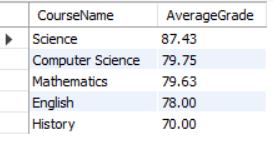 CourseName AverageGrade
Science 87.43
Computer Science 79.75
Mathematics 79.63
English 78.00
History 70.00